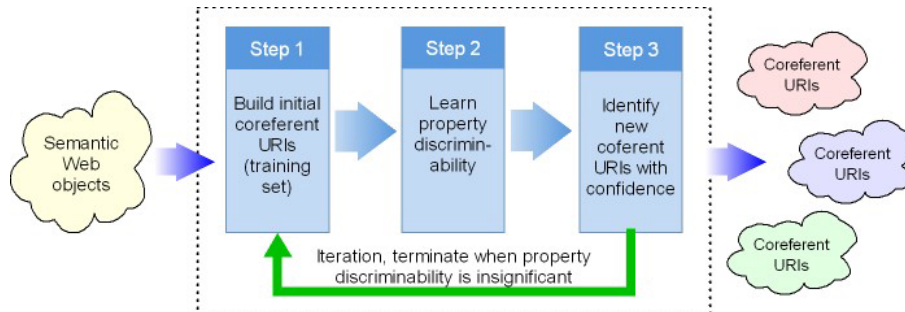 Semantic
Web
objects
Step 1
Build initial
coreferent
URIs
(training
set)
Step 2
Learn
property
discrimin-
ability
Step 3
Identify
new
coferent
URIs with
confidence
Iteration, terminate when property
discriminability is insignificant
Coreferent
URIs
Coreferent
URIs
Coreferent
URIs